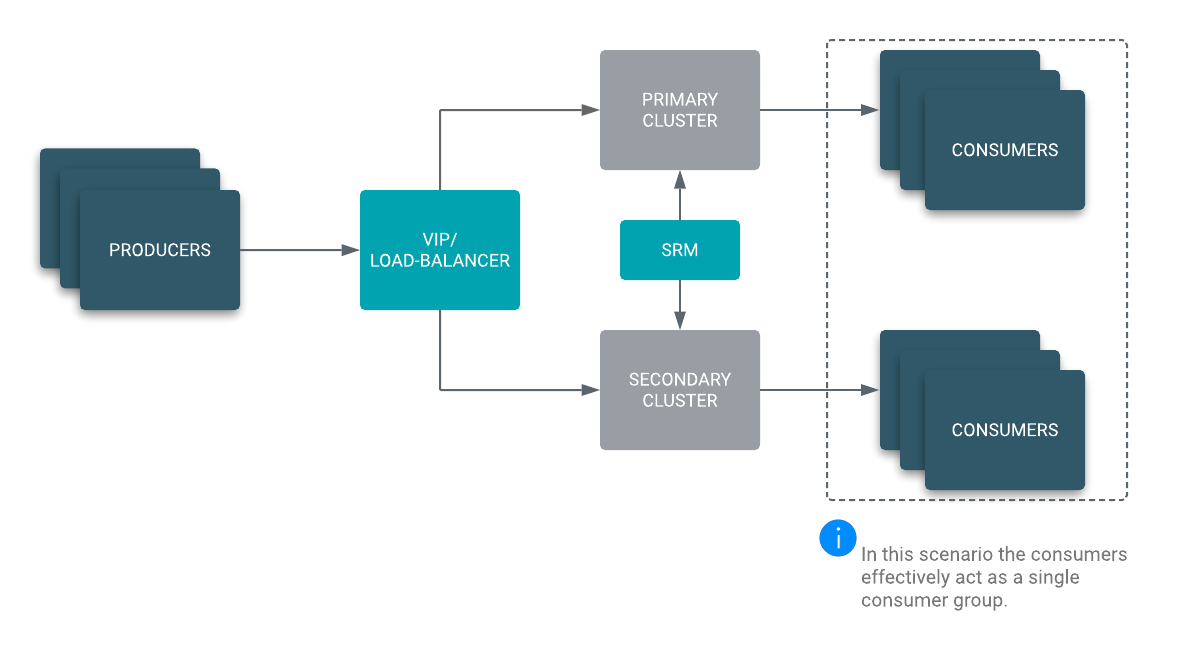 PRIMARY
CLUSTER
CONSUMERS
PRODUCERS
VIP/
LOAD-BALANCER
SRM
SECONDARY
CLUSTER
CONSUMERS
i
In this scenario the consumers
effectively act as a single
consumer group.